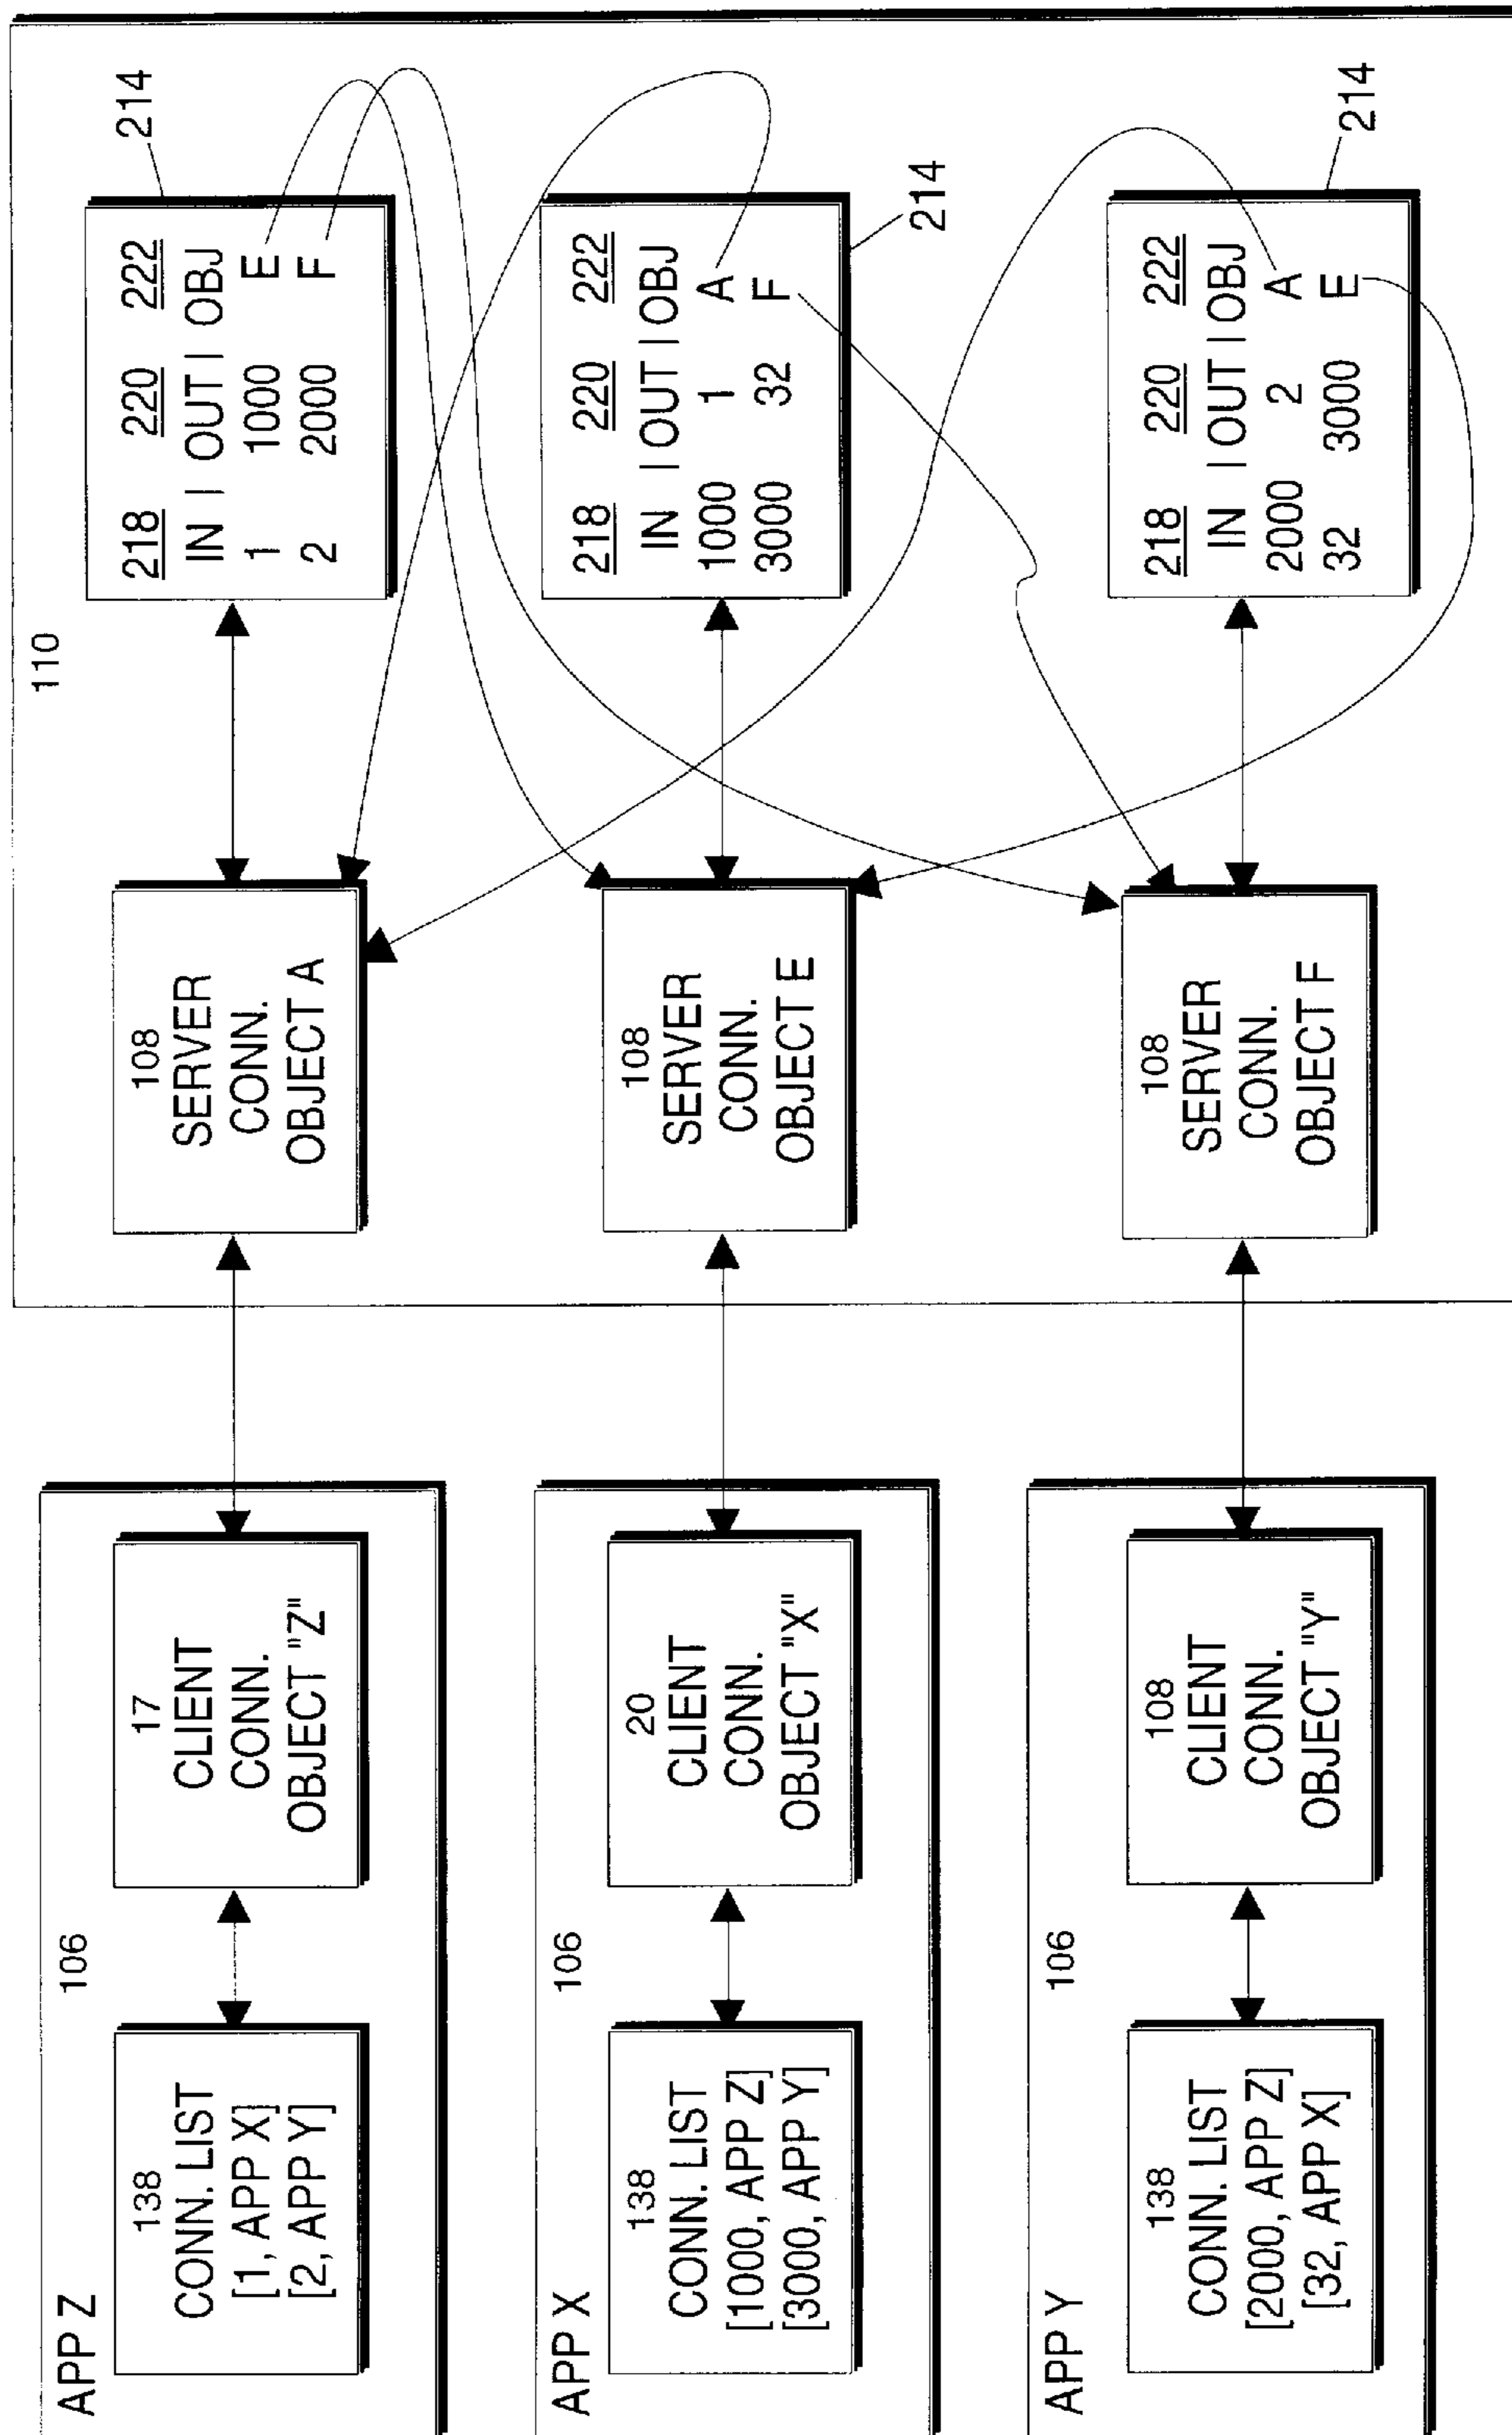 APP Z
106
138
CONN. LIST
[1, APP X]
[2, APP Y]
17
CLIENT
CONN.
OBJECT "Z"
APP X
106
138
CONN. LIST
[1000, APP Z]
[3000, APP Y]
20
CLIENT
CONN.
OBJECT "X"
APP Y
106
138
CONN. LIST
[2000, APP Z]
[32, APP X]
108
CLIENT
CONN.
OBJECT "Y"
110
108
SERVER
CONN.
OBJECT A
218 220 222
IN | OUT | OBJ
1 1000 E
2 2000 F
214
108
SERVER
CONN.
OBJECT E
218 220 222
IN | OUT | OBJ
1000 1 A
3000 32 F
214
108
SERVER
CONN.
OBJECT F
218 220 222
IN | OUT | OBJ
2000 2 A
32 3000 E
214